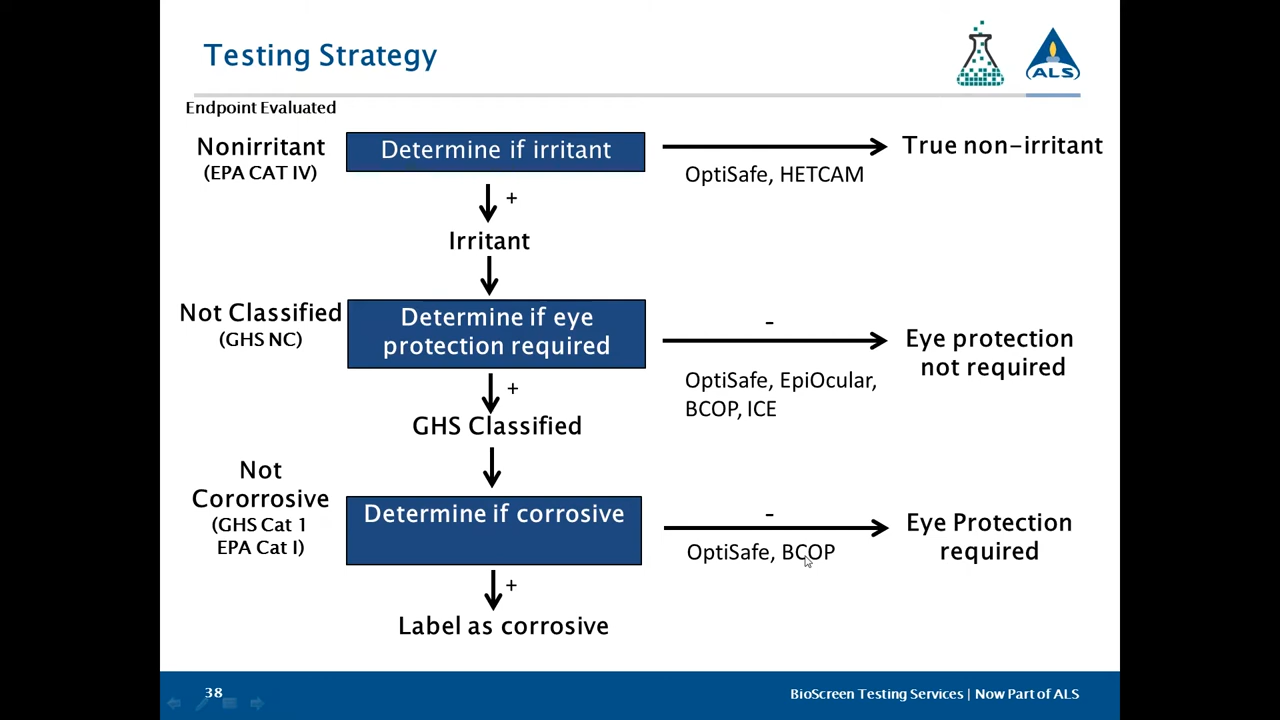 Testing Strategy
ALS
Endpoint Evaluated
Nonirritant
(EPA CAT IV)
Determine if irritant
OptiSafe, HETCAM
True non-irritant
+
Irritant
Not Classified
(GHS NC)
Determine if eye
protection required
-
OptiSafe, EpiOcular,
BCOP, ICE
Eye protection
not required
+
GHS Classified
Not
Cororrosive
(GHS Cat 1
EPA Cat I)
Determine if corrosive
-
OptiSafe, BCOP
Eye Protection
required
+
Label as corrosive
38
BioScreen Testing Services | Now Part of ALS